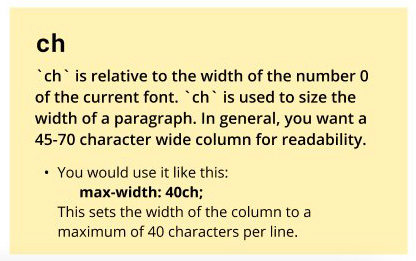 ch
`ch` is relative to the width of the number 0
of the current font. `ch` is used to size the
width of a paragraph. In general, you want a
45-70 character wide column for readability.
• You would use it like this:
max-width: 40ch;
This sets the width of the column to a
maximum of 40 characters per line.